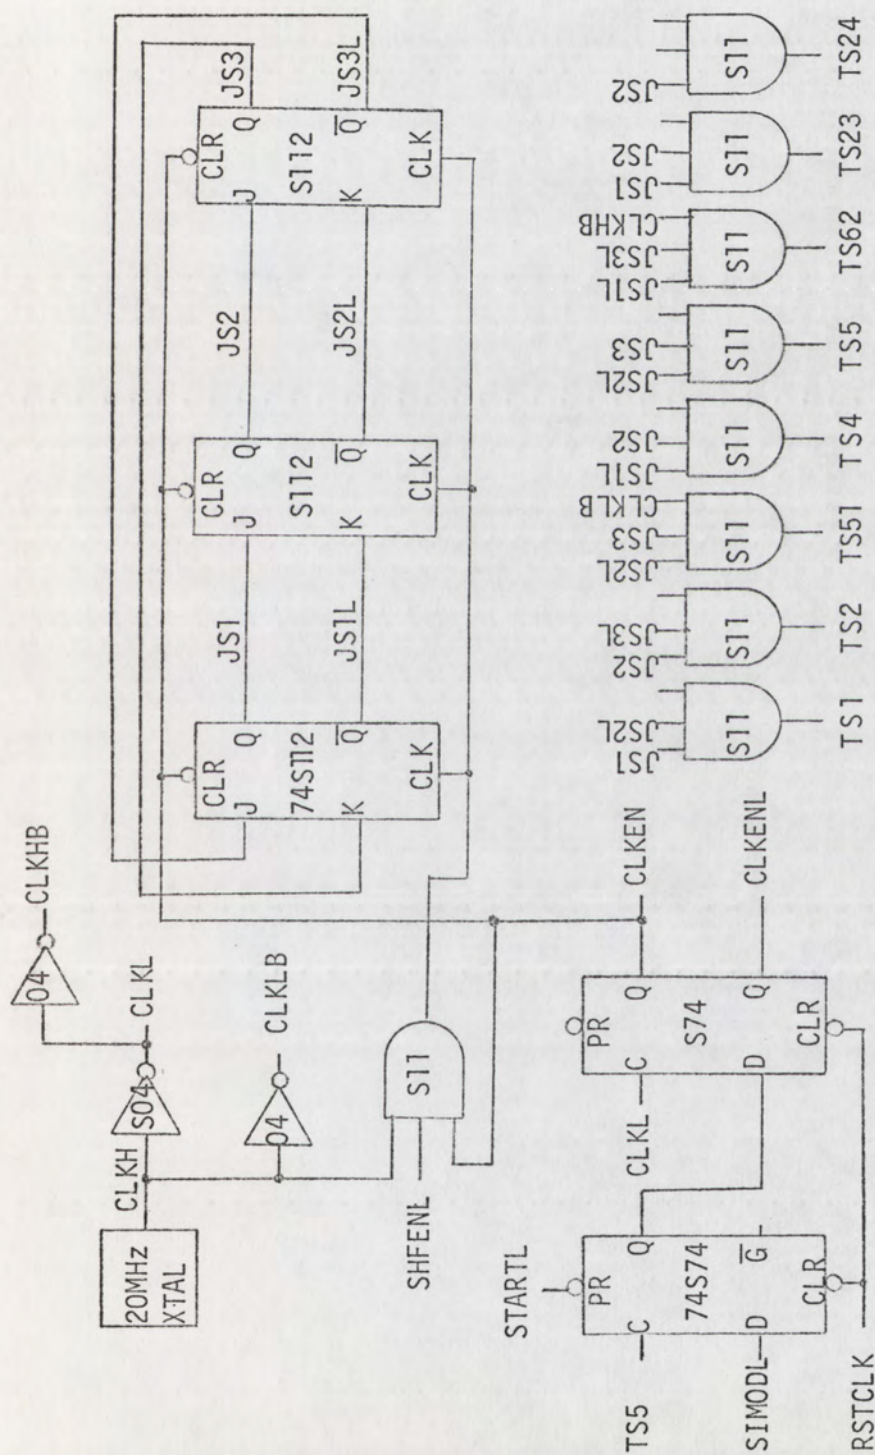 CLKHB
04
CLKH
S04
CLKL
20MHz
XTAL
CLKLB
04
SHFENL
S11
CLR
J
Q
74S112
K
Q̅
CLK
JS1
JS1L
CLR
J
Q
S112
K
Q̅
CLK
JS2
JS2L
CLR
J
Q
S112
K
Q̅
CLK
JS3
JS3L
STARTL
TS5
SIMODL
RSTCLK
PR
C
Q
74S74
D
G̅
CLR
CLKL
PR
C
Q
S74
D
Q
CLR
CLKEN
CLKENL
JS1
JS2L
S11
TS1
JS2
JS3L
S11
TS2
JS2L
JS3
CLKLB
S11
TS51
JS1L
JS2
S11
TS4
JS2L
JS3
S11
TS5
JS1L
JS3L
CLKHB
S11
TS62
JS1
JS2
S11
TS23
JS2
S11
TS24